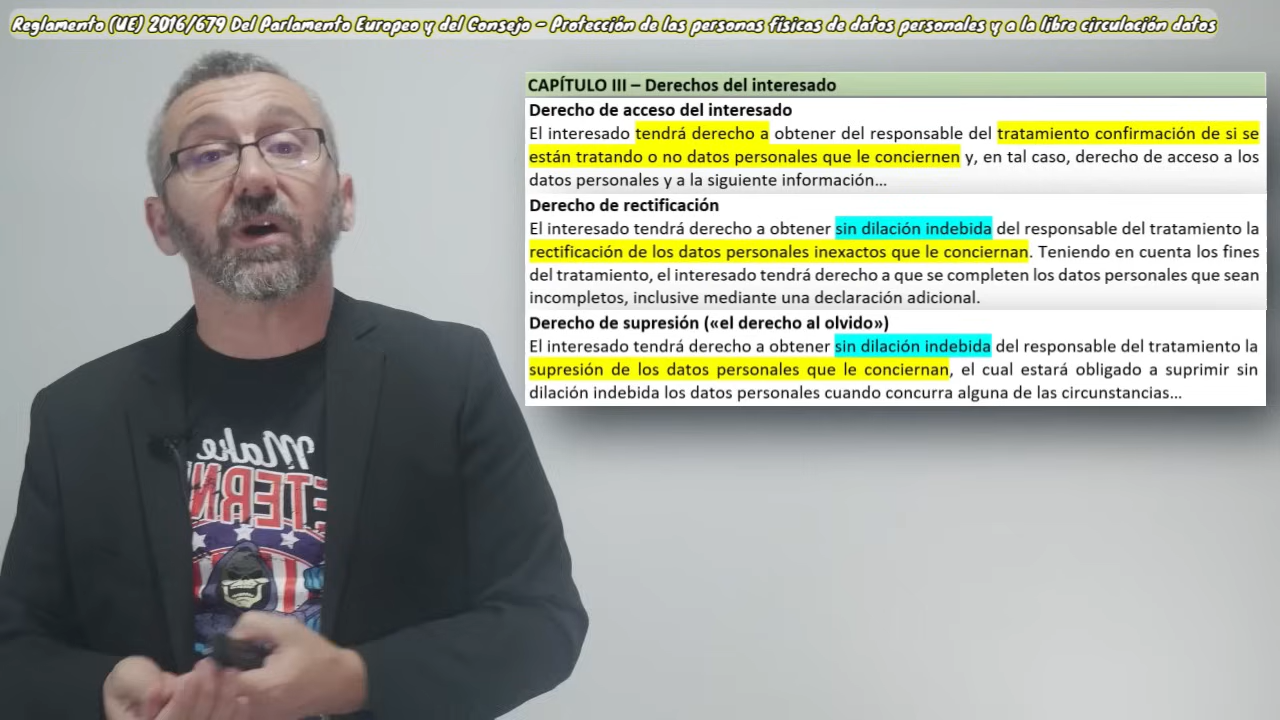 Reglamento (UE) 2016/679 Del Parlamento Europeo y del Consejo - Protección de las personas físicas de datos personales y a la libre circulación datos
CAPÍTULO III – Derechos del interesado
Derecho de acceso del interesado
El interesado tendrá derecho a obtener del responsable del tratamiento confirmación de si se
están tratando o no datos personales que le conciernen y, en tal caso, derecho de acceso a los
datos personales y a la siguiente información...
Derecho de rectificación
El interesado tendrá derecho a obtener sin dilación indebida del responsable del tratamiento la
rectificación de los datos personales inexactos que le conciernan. Teniendo en cuenta los fines
del tratamiento, el interesado tendrá derecho a que se completen los datos personales que sean
incompletos, inclusive mediante una declaración adicional.
Derecho de supresión («el derecho al olvido»)
El interesado tendrá derecho a obtener sin dilación indebida del responsable del tratamiento la
supresión de los datos personales que le conciernan, el cual estará obligado a suprimir sin
dilación indebida los datos personales cuando concurra alguna de las circunstancias...
Make